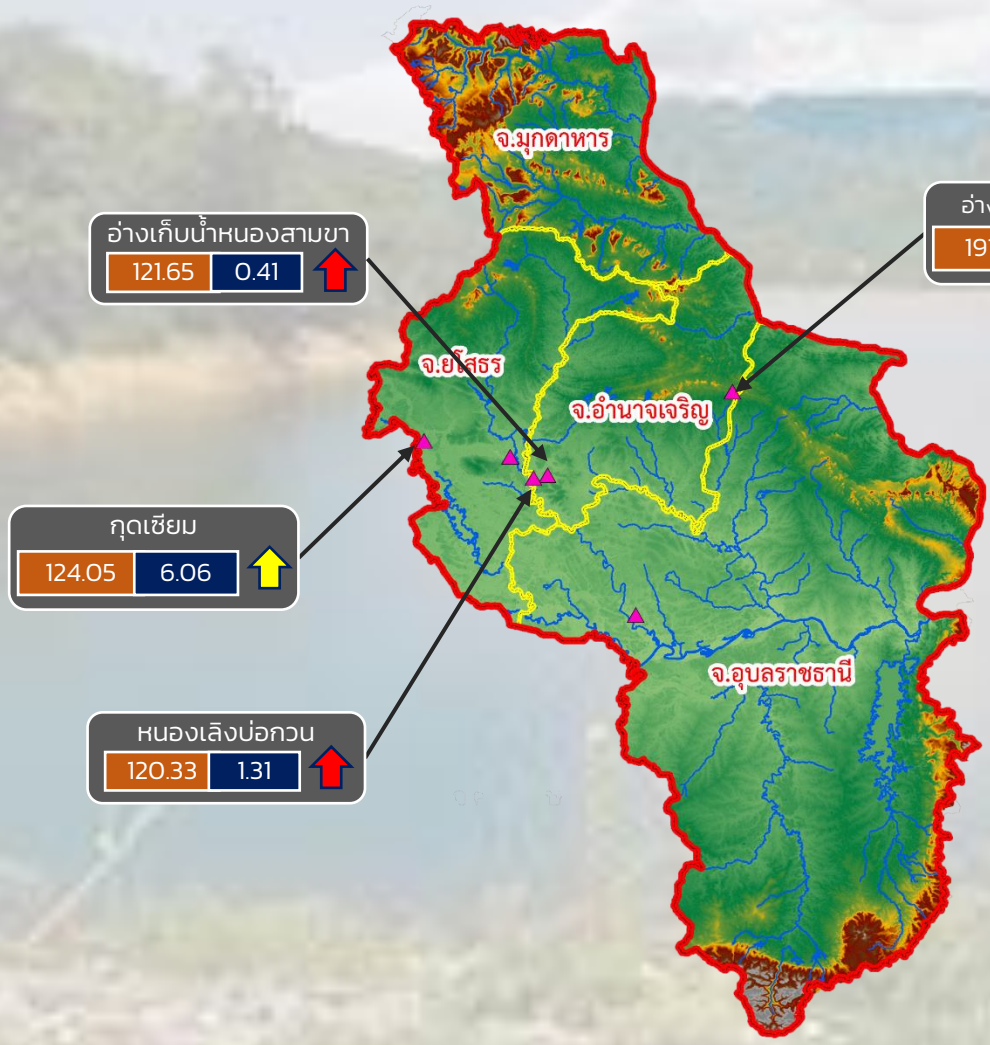 จ.มุกดาหาร
อ่างเก็บน้ำหนองสามขา
121.65 0.41
อ่าง
จ.ยโสธร
จ.อำนาจเจริญ
กุดเซียม
124.05 6.06
จ.อุบลราชธานี
หนองเลิงบ่อกวน
120.33 1.31